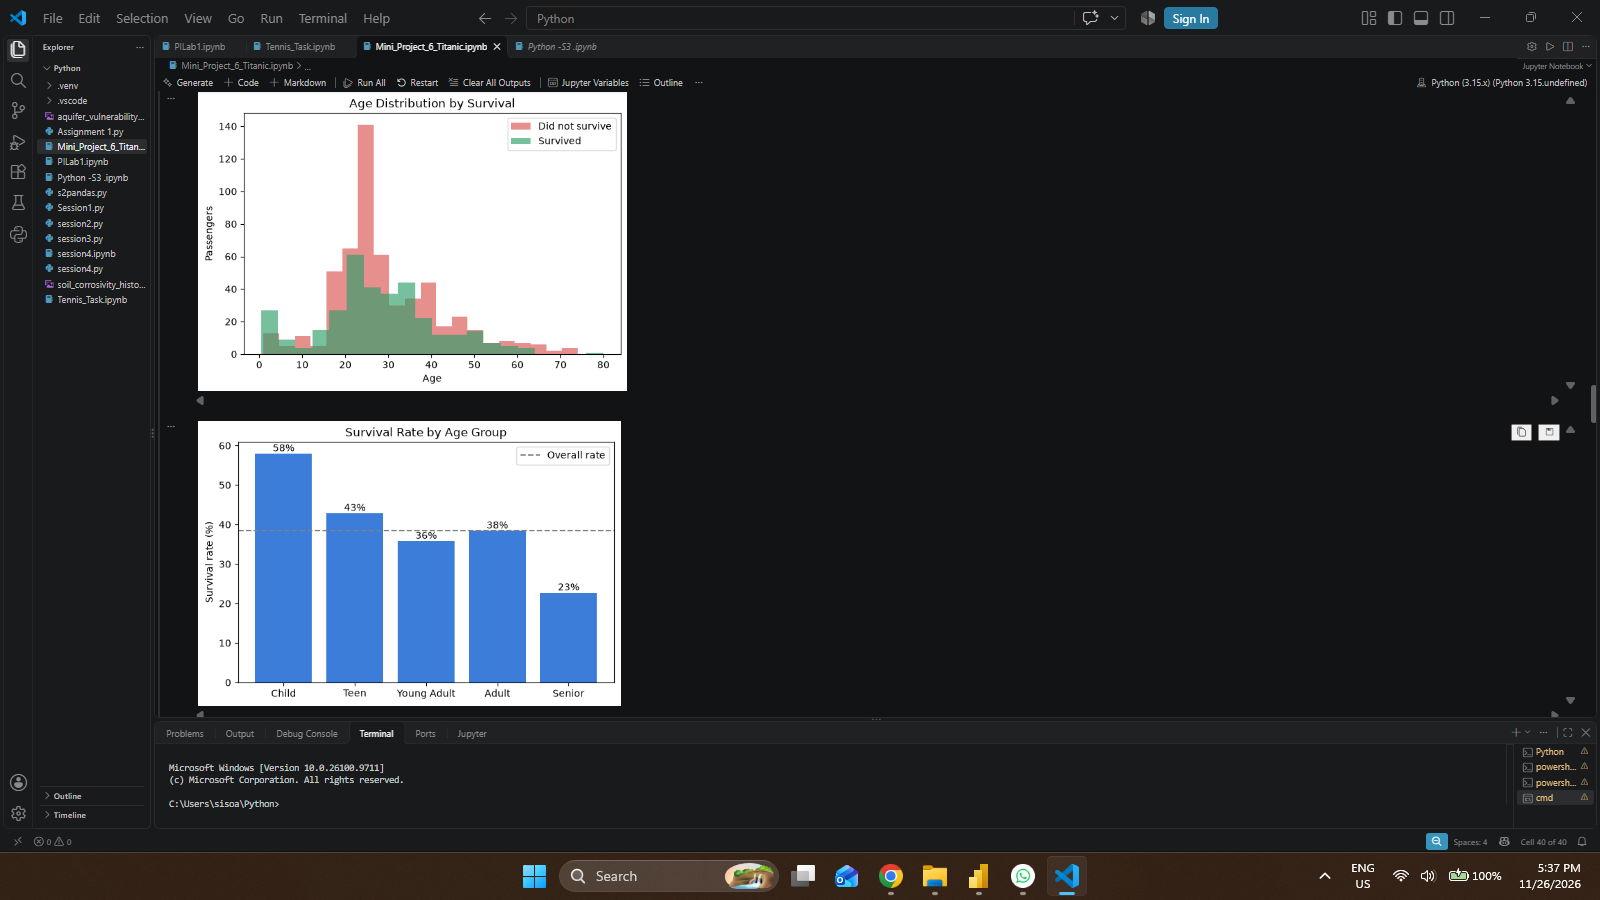 File Edit Selection View Go Run Terminal Help
Python
Sign In
Explorer
Python
.venv
.vscode
aquifer_vulnerability...
Assignment 1.py
Mini_Project_6_Titan...
PILab1.ipynb
Python -S3 .ipynb
s2pandas.py
Session1.py
session2.py
session3.py
session4.ipynb
session4.py
soil_corrosivity_histo...
Tennis_Task.ipynb
Outline
Timeline
PILab1.ipynb Tennis_Task.ipynb Mini_Project_6_Titanic.ipynb Python -S3 .ipynb
Mini_Project_6_Titanic.ipynb > ...
Jupyter Notebook
Generate + Code + Markdown Run All Restart Clear All Outputs Jupyter Variables Outline ...
Python (3.15.x) (Python 3.15.undefined)
Age Distribution by Survival
Did not survive
Survived
140
120
100
80
60
40
20
0
Passengers
0 10 20 30 40 50 60 70 80
Age
Survival Rate by Age Group
Overall rate
60
50
40
30
20
10
0
Survival rate (%)
58%
43%
36%
38%
23%
Child Teen Young Adult Adult Senior
Problems Output Debug Console Terminal Ports Jupyter
Microsoft Windows [Version 10.0.26100.9711]
(c) Microsoft Corporation. All rights reserved.
C:\Users\sisoa\Python>
Python
powersh...
powersh...
cmd
0 0
Spaces: 4 Cell 40 of 40
Search
ENG
US
100%
5:37 PM
11/26/2026